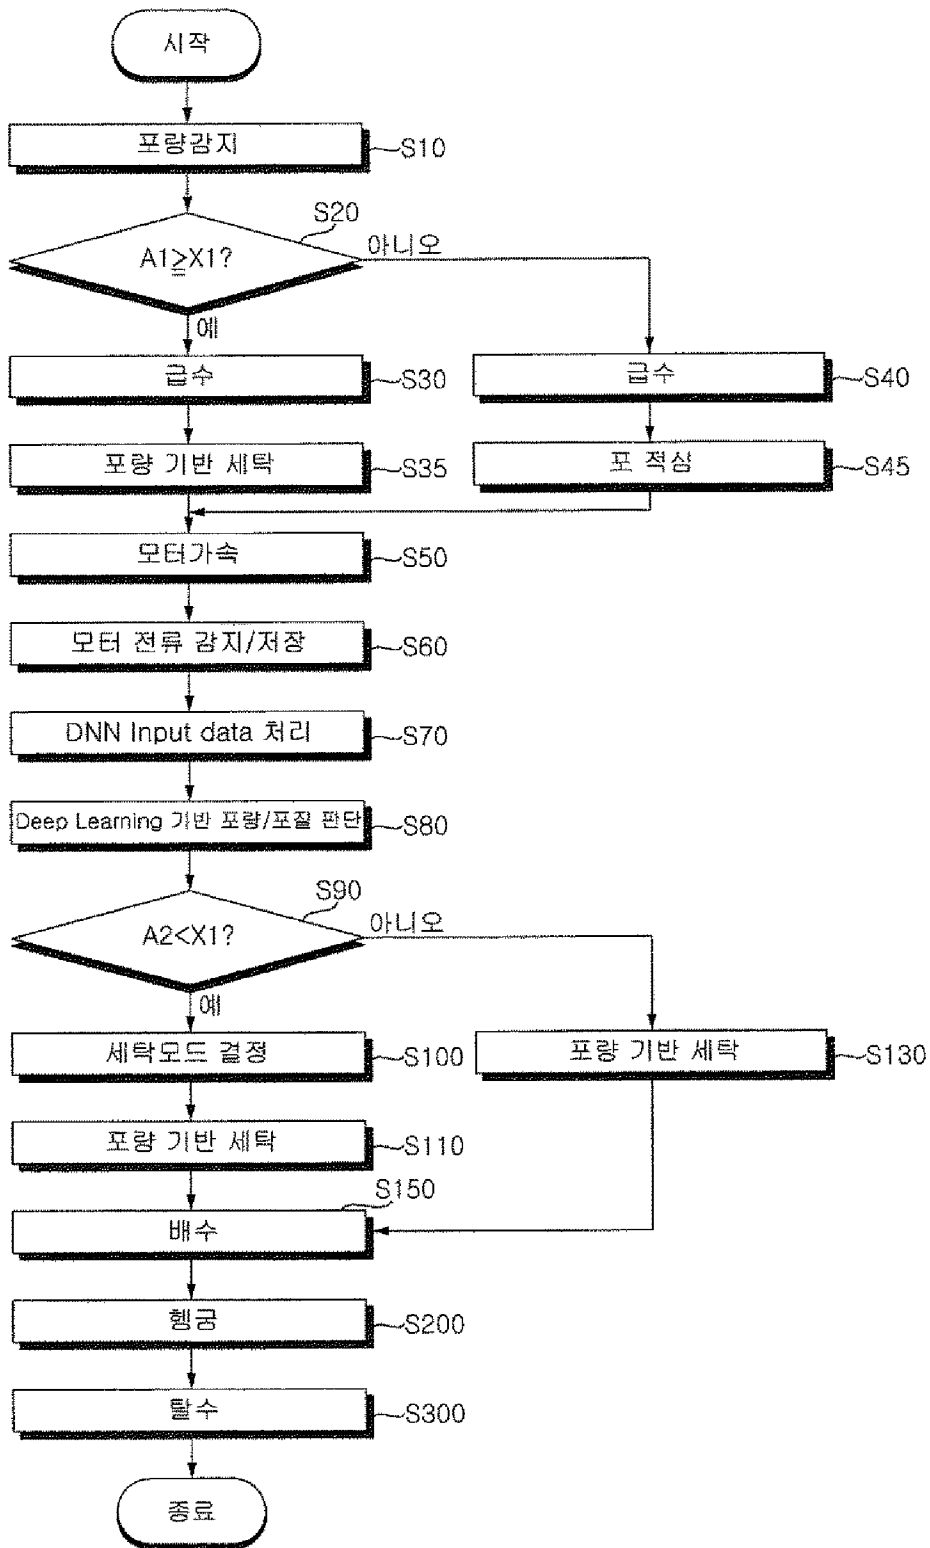 시작
포량감지
S10
S20
A1≧X1?
아니오
예
급수
S30
급수
S40
포량 기반 세탁
S35
포 적심
S45
모터가속
S50
모터 전류 감지/저장
S60
DNN Input data 처리
S70
Deep Learning 기반 포량/포질 판단
S80
S90
A2<X1?
아니오
예
세탁모드 결정
S100
포량 기반 세탁
S130
포량 기반 세탁
S110
S150
배수
헹굼
S200
탈수
S300
종료